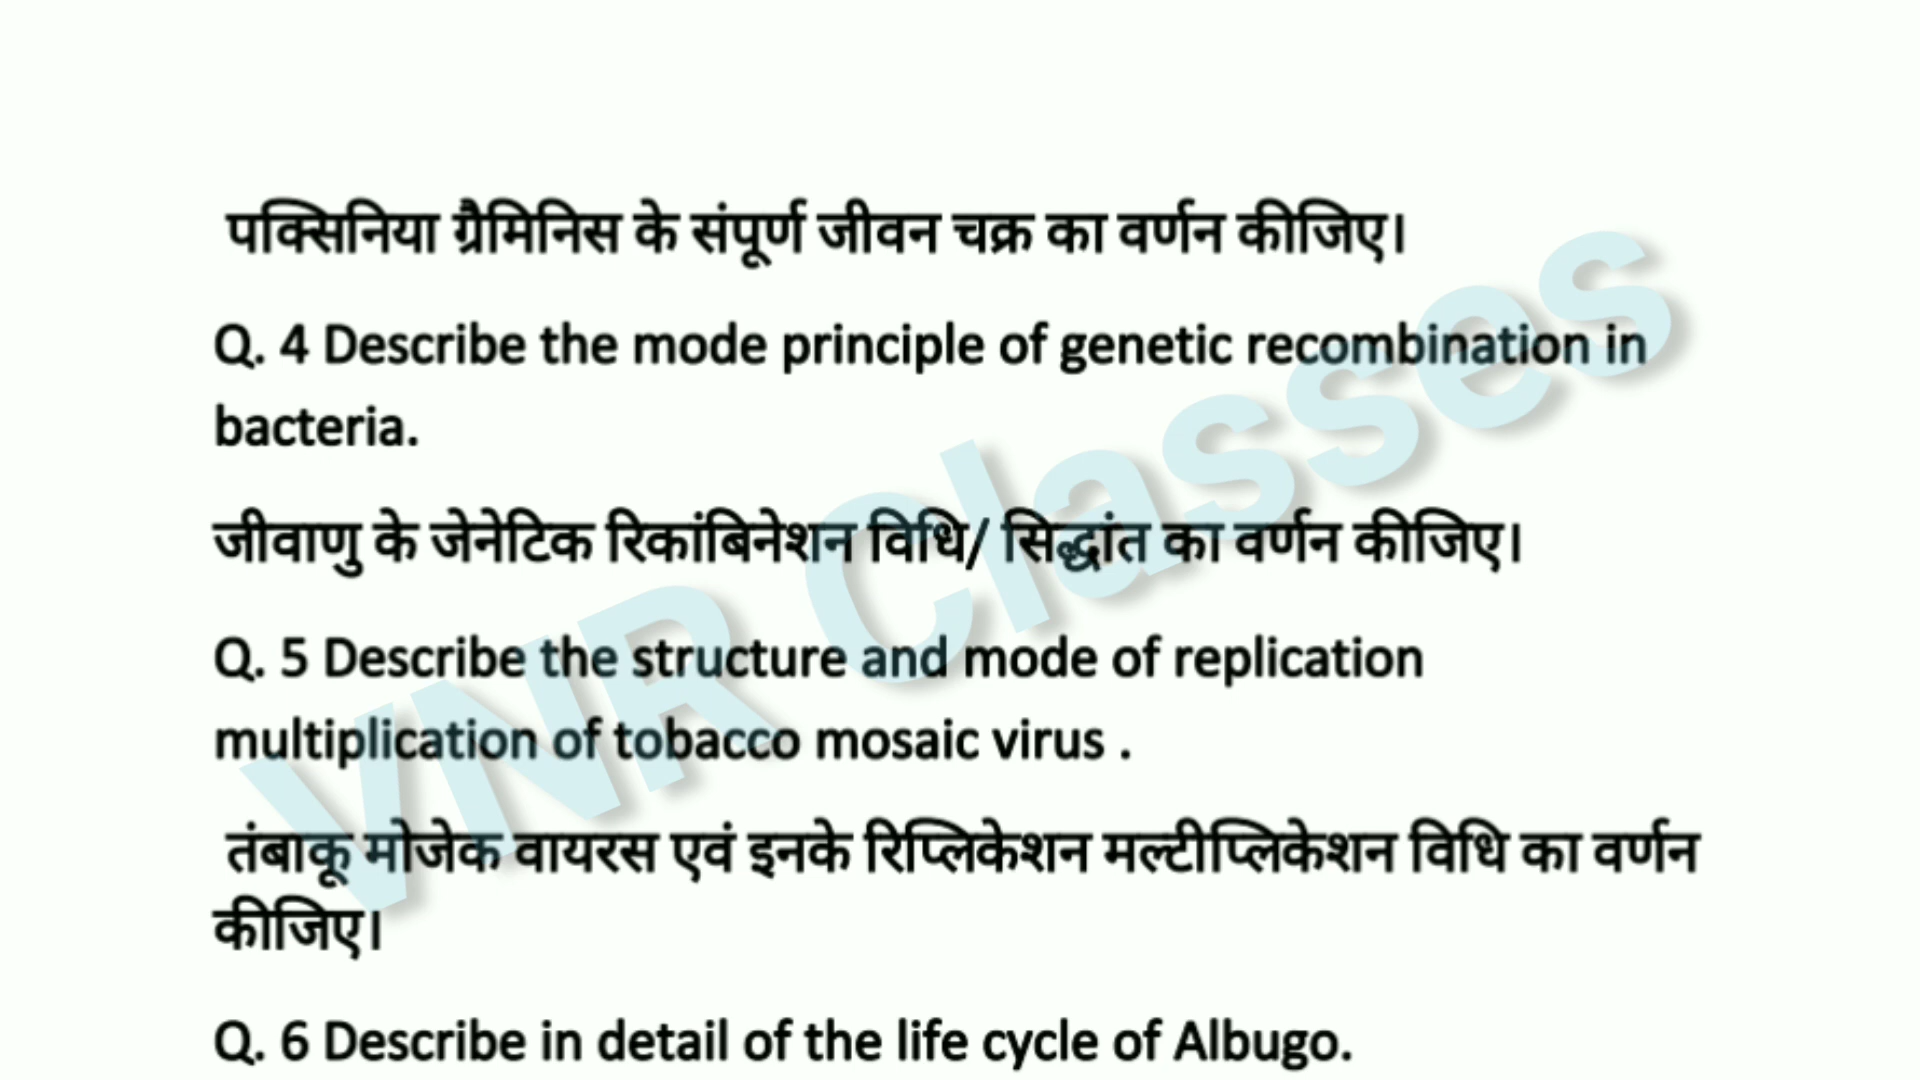 पक्सिनिया ग्रैमिनिस के संपूर्ण जीवन चक्र का वर्णन कीजिए।
Q. 4 Describe the mode principle of genetic recombination in
bacteria.
जीवाणु के जेनेटिक रिकांबिनेशन विधि/ सिद्धांत का वर्णन कीजिए।
Q. 5 Describe the structure and mode of replication
multiplication of tobacco mosaic virus .
तंबाकू मोजेक वायरस एवं इनके रिप्लिकेशन मल्टीप्लिकेशन विधि का वर्णन
कीजिए।
Q. 6 Describe in detail of the life cycle of Albugo.
VNR Classes